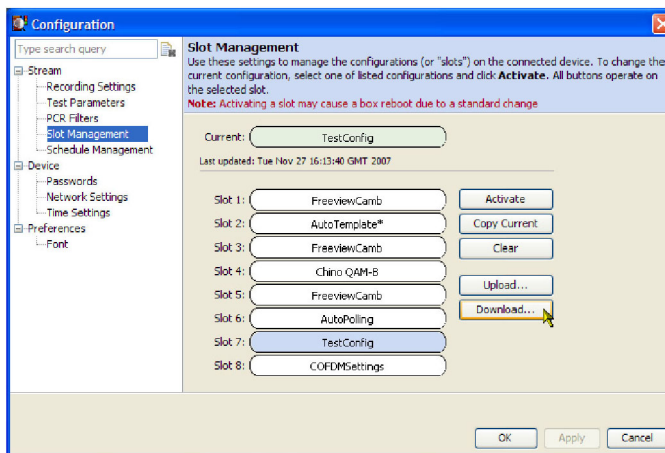 Configuration
Type search query
Stream
Recording Settings
Test Parameters
PCR Filters
Slot Management
Schedule Management
Device
Passwords
Network Settings
Time Settings
Preferences
Font
Slot Management
Use these settings to manage the configurations (or "slots") on the connected device. To change the
current configuration, select one of listed configurations and click Activate. All buttons operate on
the selected slot.
Note: Activating a slot may cause a box reboot due to a standard change
Current: TestConfig
Last updated: Tue Nov 27 16:13:40 GMT 2007
Slot 1: FreeviewCamb
Slot 2: AutoTemplate*
Slot 3: FreeviewCamb
Slot 4: Chino QAM-B
Slot 5: FreeviewCamb
Slot 6: AutoPolling
Slot 7: TestConfig
Slot 8: COFDMSettings
Activate
Copy Current
Clear
Upload...
Download...
OK
Apply
Cancel